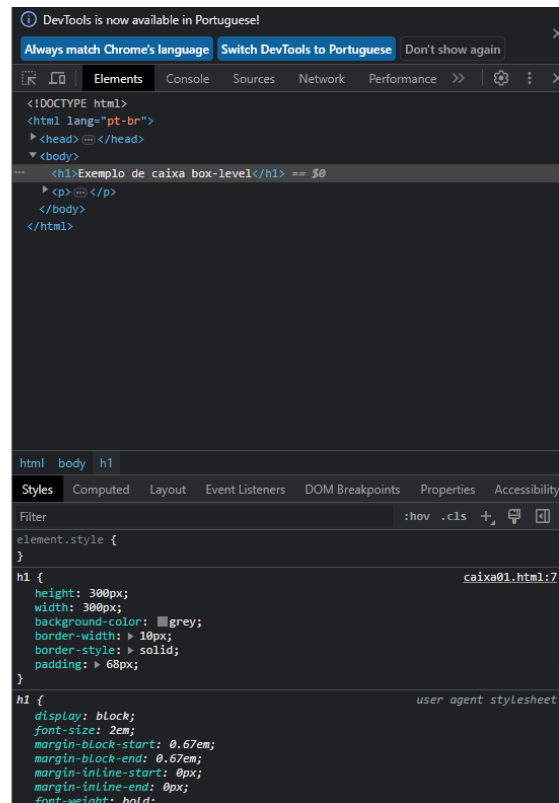 DevTools is now available in Portuguese!
Always match Chrome's language Switch DevTools to Portuguese Don't show again
Elements Console Sources Network Performance
<!DOCTYPE html>
<html lang="pt-br">
<head>…</head>
<body>
… <h1>Exemplo de caixa box-level</h1> == $0
<p>…</p>
</body>
</html>
html body h1
Styles Computed Layout Event Listeners DOM Breakpoints Properties Accessibility
Filter :hov .cls +
element.style {
}
h1 { caixa01.html:7
height: 300px;
width: 300px;
background-color: grey;
border-width: 10px;
border-style: solid;
padding: 68px;
}
h1 { user agent stylesheet
display: block;
font-size: 2em;
margin-block-start: 0.67em;
margin-block-end: 0.67em;
margin-inline-start: 0px;
margin-inline-end: 0px;
font-weight: bold;